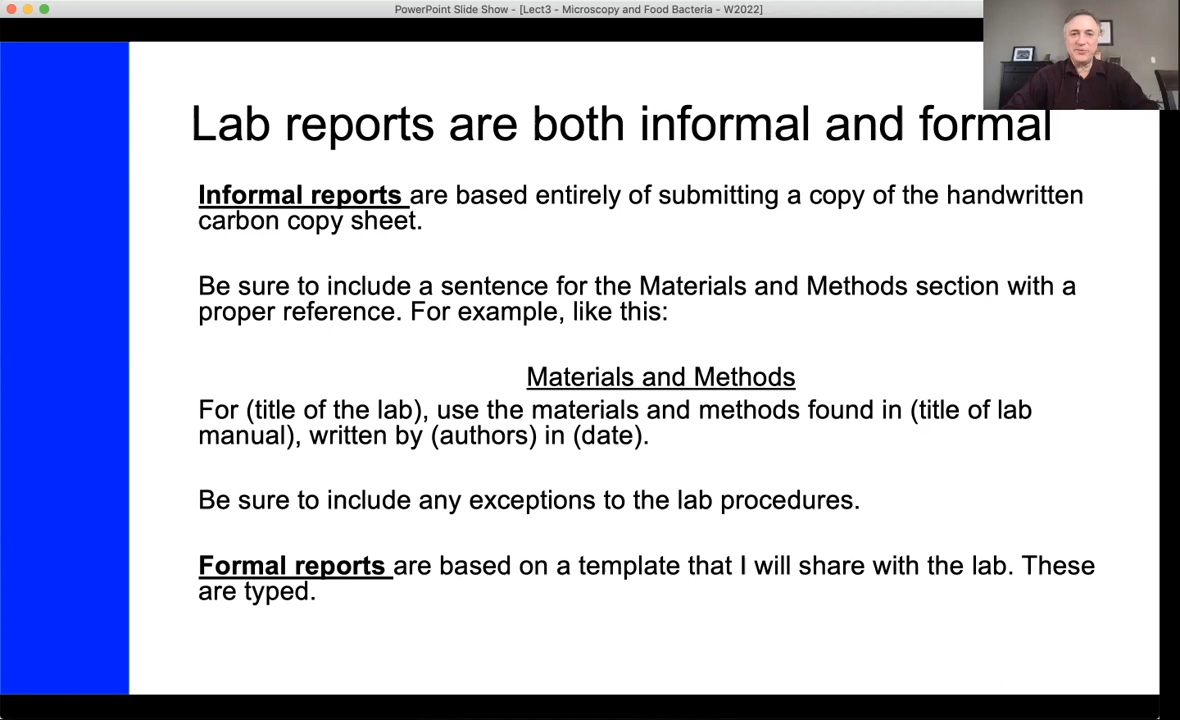 PowerPoint Slide Show - [Lect3 - Microscopy and Food Bacteria - W2022]
Lab reports are both informal and formal
Informal reports are based entirely of submitting a copy of the handwritten
carbon copy sheet.
Be sure to include a sentence for the Materials and Methods section with a
proper reference. For example, like this:
Materials and Methods
For (title of the lab), use the materials and methods found in (title of lab
manual), written by (authors) in (date).
Be sure to include any exceptions to the lab procedures.
Formal reports are based on a template that I will share with the lab. These
are typed.